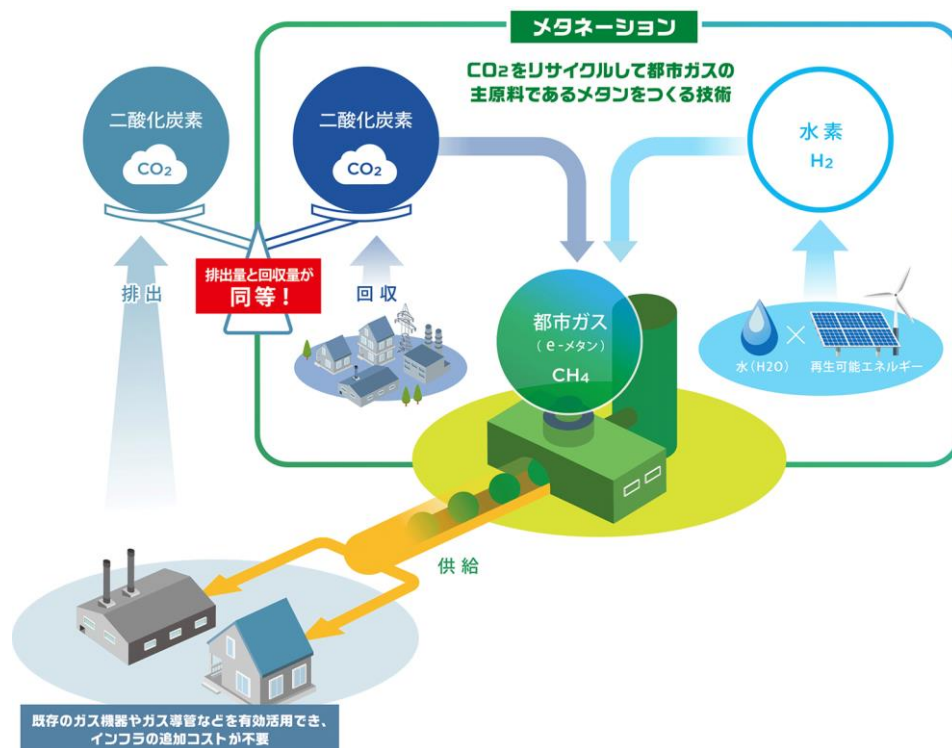 メタネーション
CO2をリサイクルして都市ガスの
主原料であるメタンをつくる技術
二酸化炭素
CO2
二酸化炭素
CO2
水素
H2
排出量と回収量が
同等！
排出
回収
都市ガス
(e-メタン)
CH4
水(H2O)
×
再生可能エネルギー
供給
既存のガス機器やガス導管などを有効活用でき、
インフラの追加コストが不要